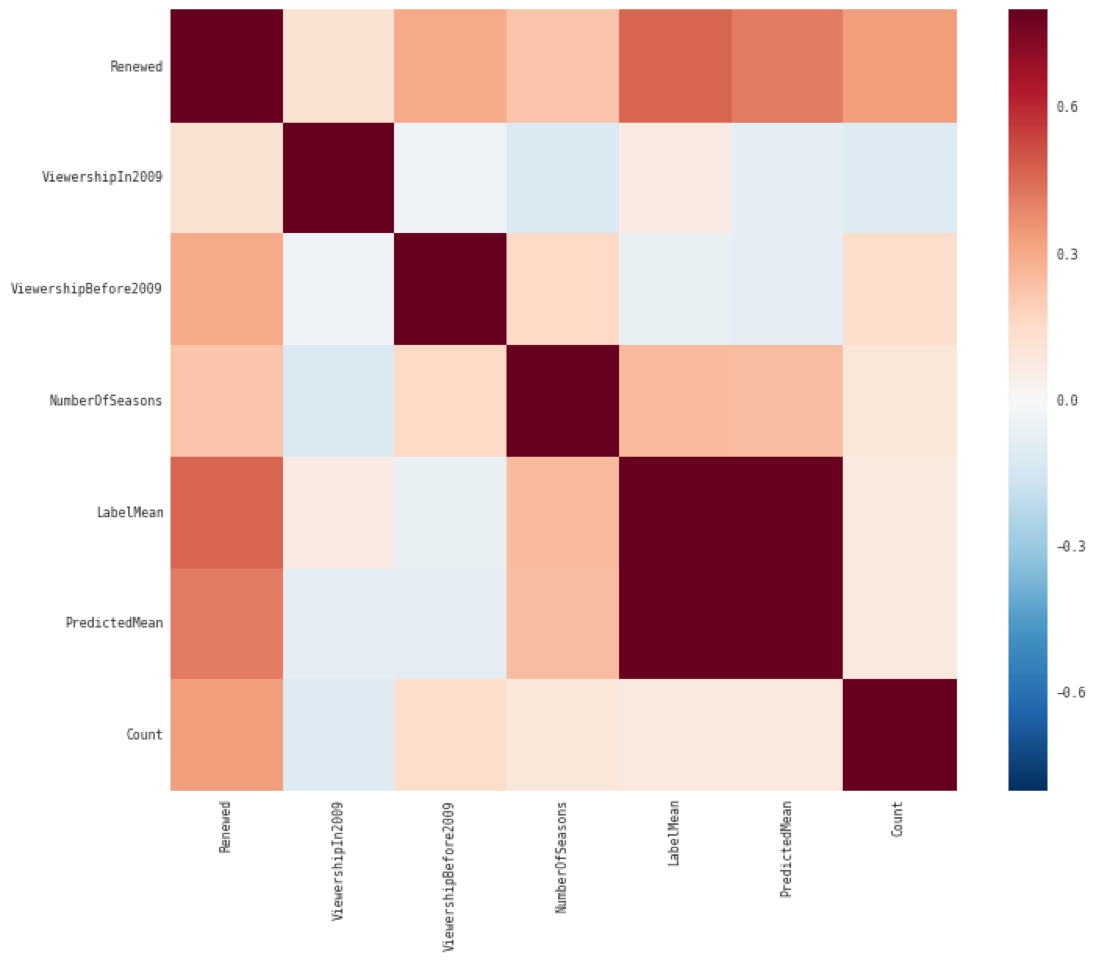 Renewed
ViewershipIn2009
ViewershipBefore2009
NumberOfSeasons
LabelMean
PredictedMean
Count
Renewed
ViewershipIn2009
ViewershipBefore2009
NumberOfSeasons
LabelMean
PredictedMean
Count
0.6
0.3
0.0
−0.3
−0.6